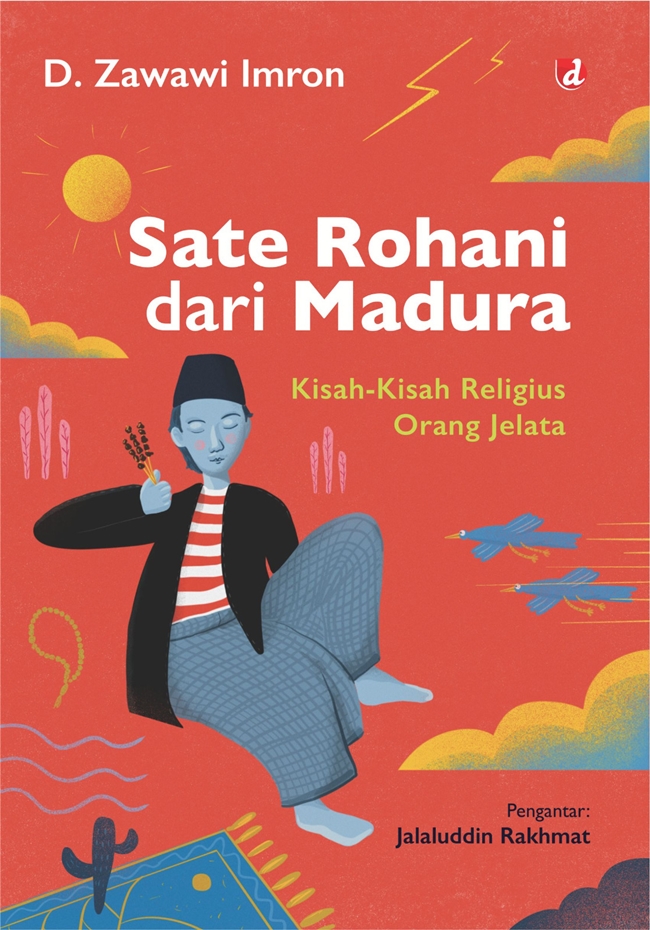 D. Zawawi Imron
d
Sate Rohani
dari Madura
Kisah-Kisah Religius
Orang Jelata
Pengantar:
Jalaluddin Rakhmat